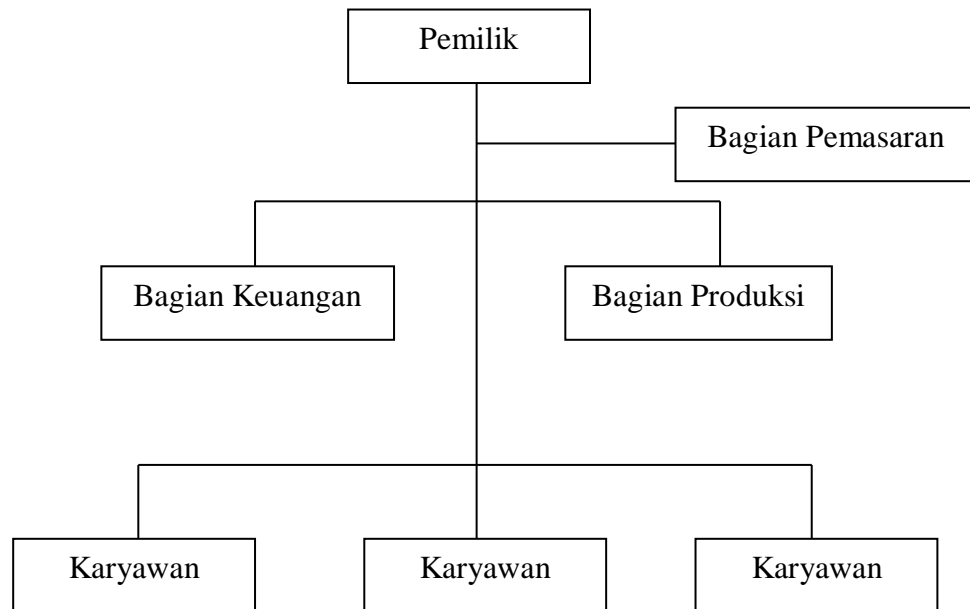 Pemilik
Bagian Pemasaran
Bagian Keuangan
Bagian Produksi
Karyawan
Karyawan
Karyawan